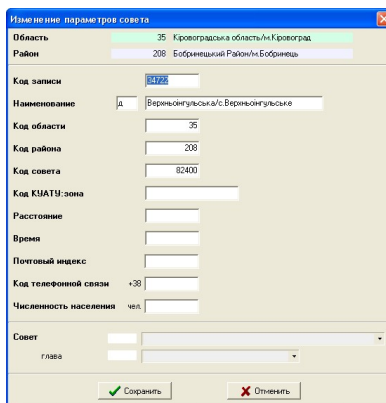 Изменение параметров совета
Область 35 Кіровоградська область/м.Кіровоград
Район 208 Бобринецький Район/м.Бобринець
Код записи 34722
Наименование д Верхньоінгульська/с.Верхньоінгульське
Код области 35
Код района 208
Код совета 82400
Код КУАТУ:зона
Расстояние
Время
Почтовый индекс
Код телефонной связи +38
Численность населения чел.
Совет
глава
Сохранить Отменить